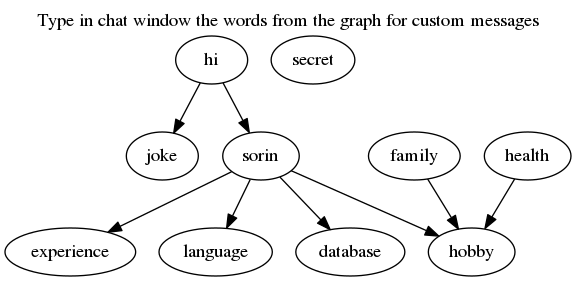 Type in chat window the words from the graph for custom messages
hi
secret
joke
sorin
family
health
experience
language
database
hobby